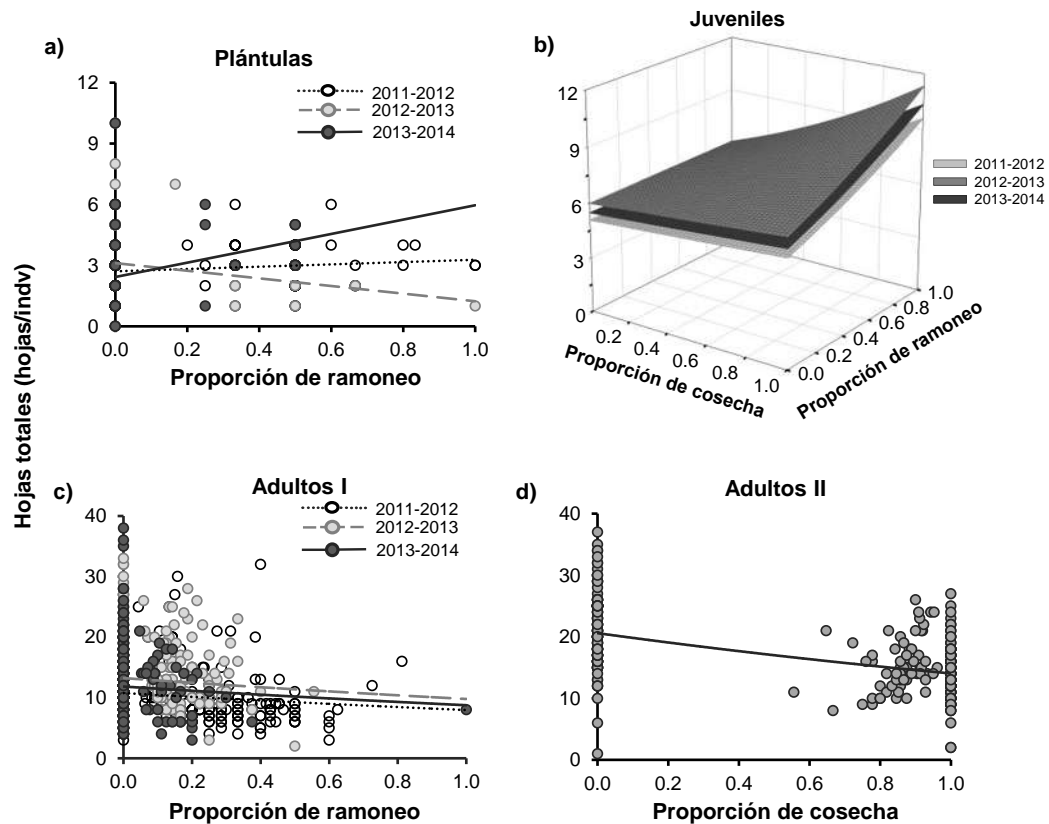 Hojas totales (hojas/indv)
a)
Plántulas
12
9
6
3
0
2011-2012
2012-2013
2013-2014
0.0 0.2 0.4 0.6 0.8 1.0
Proporción de ramoneo
b)
Juveniles
12
9
6
3
0
0.2 0.4 0.6 0.8 1.0
Proporción de cosecha
0.0 0.2 0.4 0.6 0.8 1.0
Proporción de ramoneo
2011-2012
2012-2013
2013-2014
c)
Adultos I
40
30
20
10
0
2011-2012
2012-2013
2013-2014
0.0 0.2 0.4 0.6 0.8 1.0
Proporción de ramoneo
d)
Adultos II
40
30
20
10
0
0.0 0.2 0.4 0.6 0.8 1.0
Proporción de cosecha